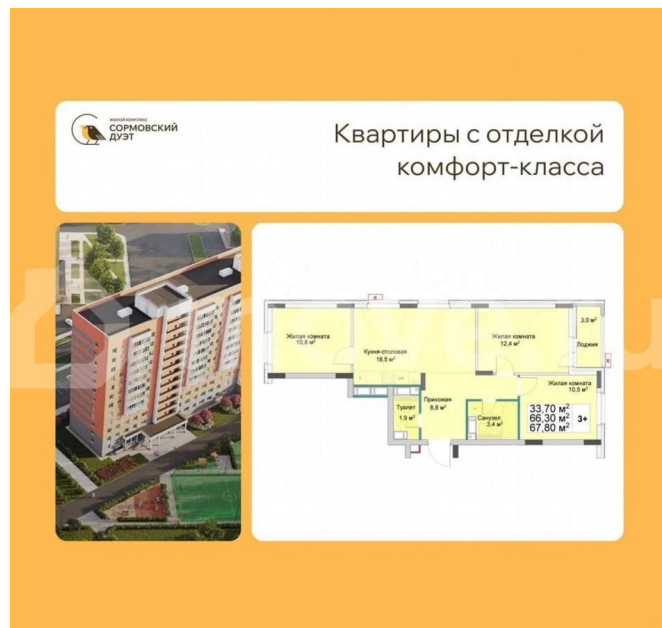 ЖИЛОЙ КОМПЛЕКС
СОРМОВСКИЙ
ДУЭТ
Квартиры с отделкой
комфорт-класса
Жилая комната
10,8 м²
Кухня-столовая
18,5 м²
Жилая комната
12,4 м²
3,0 м²
Лоджия
Жилая комната
10,5 м²
Туалет
1,9 м²
Прихожая
8,8 м²
Санузел
3,4 м²
33,70 м²
66,30 м²
67,80 м²
3+